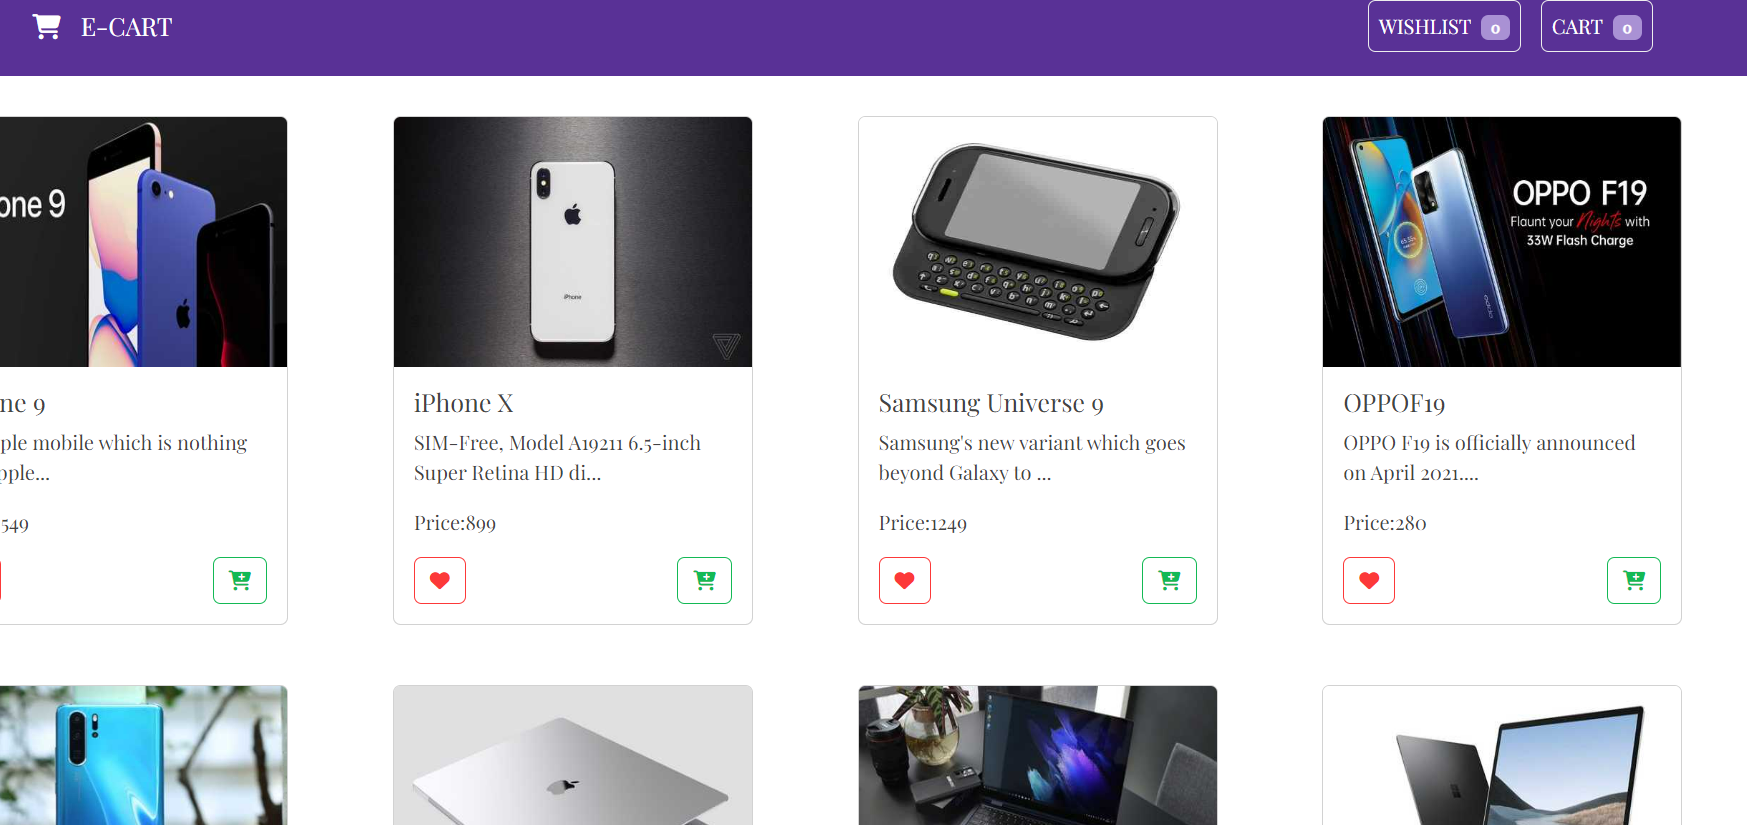 E-CART
WISHLIST 0
CART 0
one 9
iPhone
OPPO F19
Flaunt your Nights with
33W Flash Charge
ne 9
ple mobile which is nothing
pple...
549
iPhone X
SIM-Free, Model A19211 6.5-inch
Super Retina HD di...
Price:899
Samsung Universe 9
Samsung's new variant which goes
beyond Galaxy to ...
Price:1249
OPPOF19
OPPO F19 is officially announced
on April 2021....
Price:280